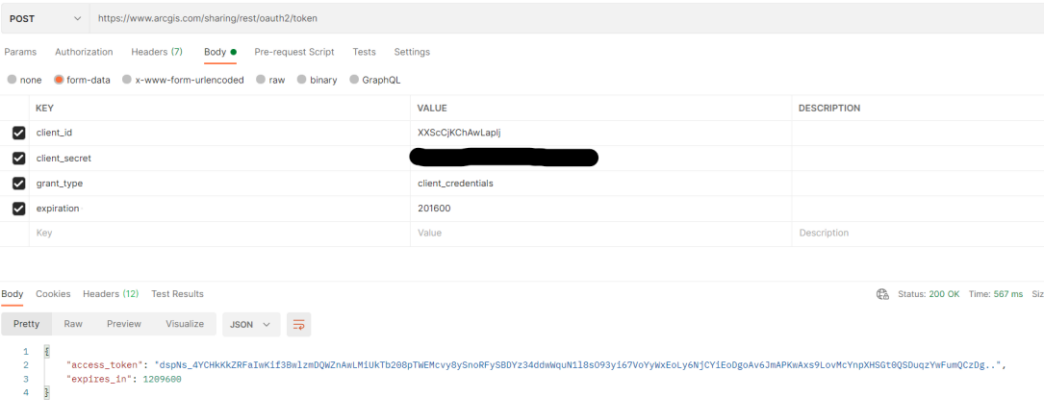 POST https://www.arcgis.com/sharing/rest/oauth2/token
Params Authorization Headers (7) Body Pre-request Script Tests Settings
none form-data x-www-form-urlencoded raw binary GraphQL
KEY VALUE DESCRIPTION
client_id XXScCjKChAwLaplj
client_secret
grant_type client_credentials
expiration 201600
Key Value Description
Body Cookies Headers (12) Test Results Status: 200 OK Time: 567 ms Siz
Pretty Raw Preview Visualize JSON
1
2 "access_token": "dspNs_4YCHkKkZRFaIwKif3BwlzmDQWZnAwLMiUkTb208pTWEMcvy8ySnoRFyS8DYz34ddwWquN1l8sO93yi67VoYyWxEoLy6NjCYiEoDgoAv6JmAPKwAxs9LovMcYnpXHSGt0QSDuqzYwFumQCzDg..",
3 "expires_in": 1209600
4